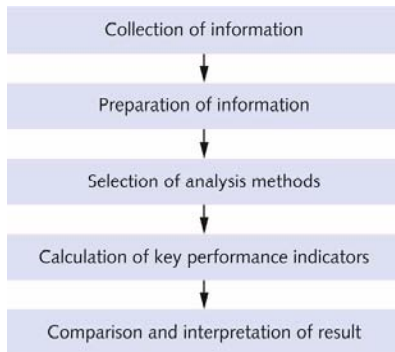 Collection of information
Preparation of information
Selection of analysis methods
Calculation of key performance indicators
Comparison and interpretation of result